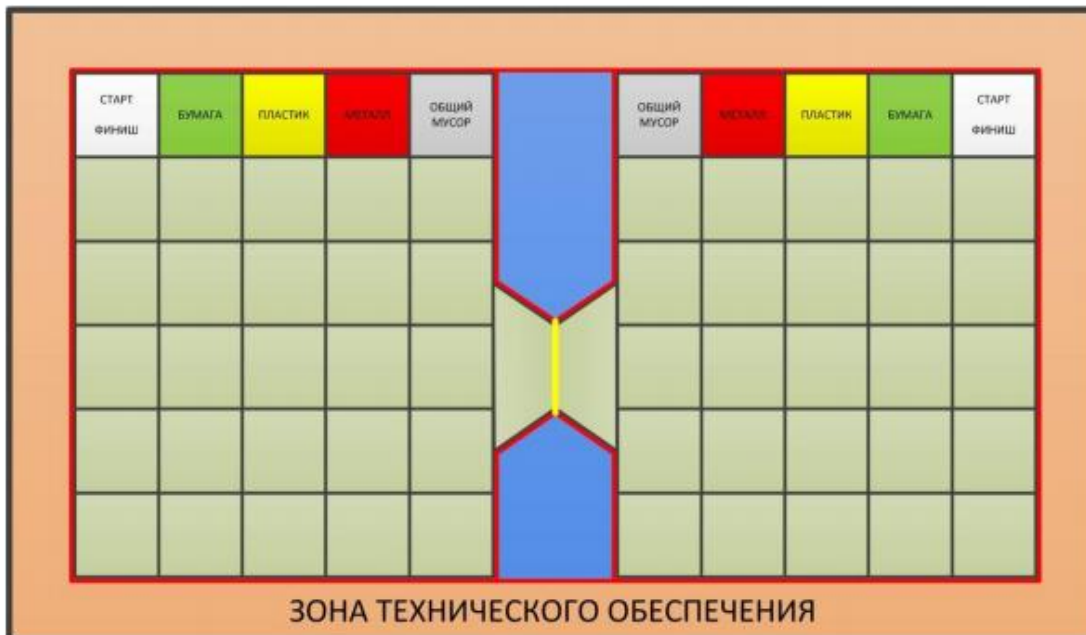 СТАРТ
ФИНИШ
БУМАГА
ПЛАСТИК
МЕТАЛЛ
ОБЩИЙ
МУСОР
ОБЩИЙ
МУСОР
МЕТАЛЛ
ПЛАСТИК
БУМАГА
СТАРТ
ФИНИШ
ЗОНА ТЕХНИЧЕСКОГО ОБЕСПЕЧЕНИЯ